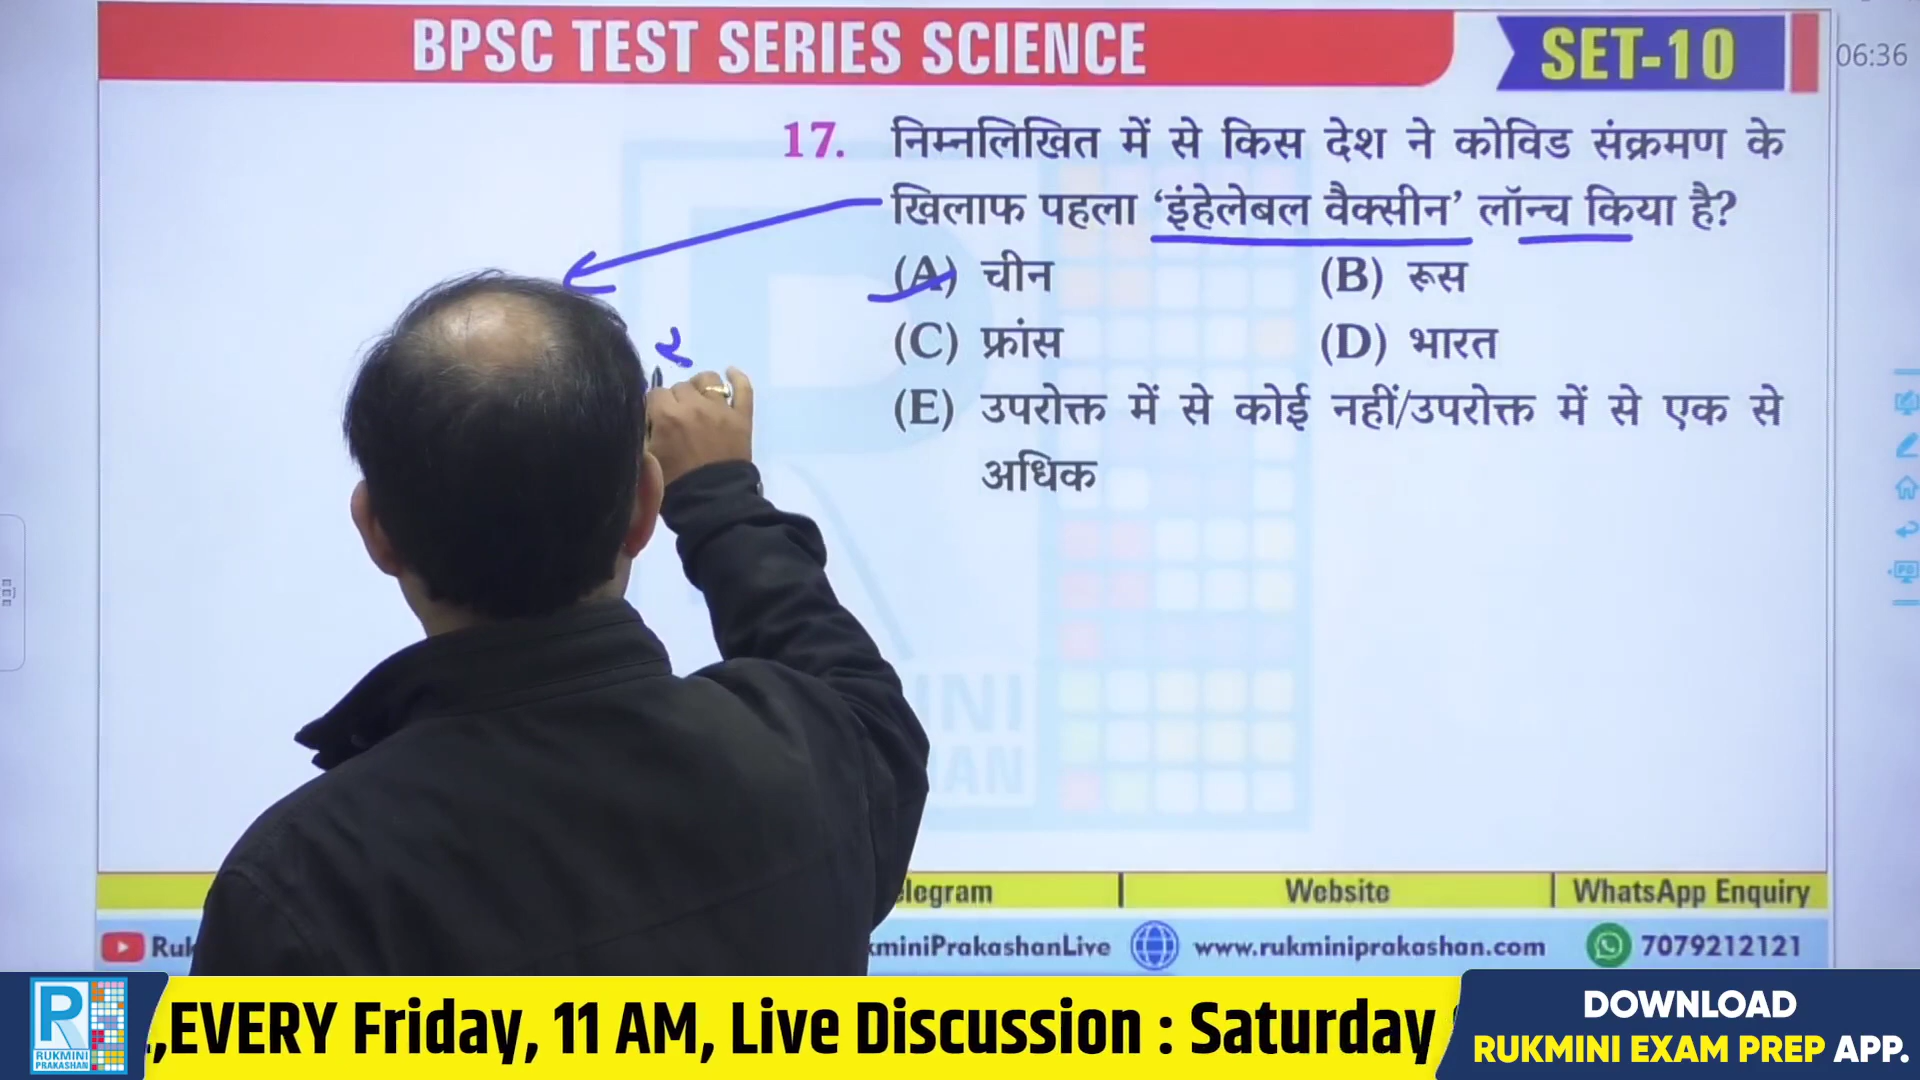 BPSC TEST SERIES SCIENCE
SET-10
06:36
17. निम्नलिखित में से किस देश ने कोविड संक्रमण के
खिलाफ पहला ‘इंहेलेबल वैक्सीन’ लॉन्च किया है?
(A) चीन
(B) रूस
(C) फ्रांस
(D) भारत
(E) उपरोक्त में से कोई नहीं/उपरोक्त में से एक से
अधिक
elegram | Website | WhatsApp Enquiry
Ruk
kminiPrakashanLive www.rukminiprakashan.com 7079212121
R
RUKMINI
PRAKASHAN
,EVERY Friday, 11 AM, Live Discussion : Saturday
DOWNLOAD
RUKMINI EXAM PREP APP.